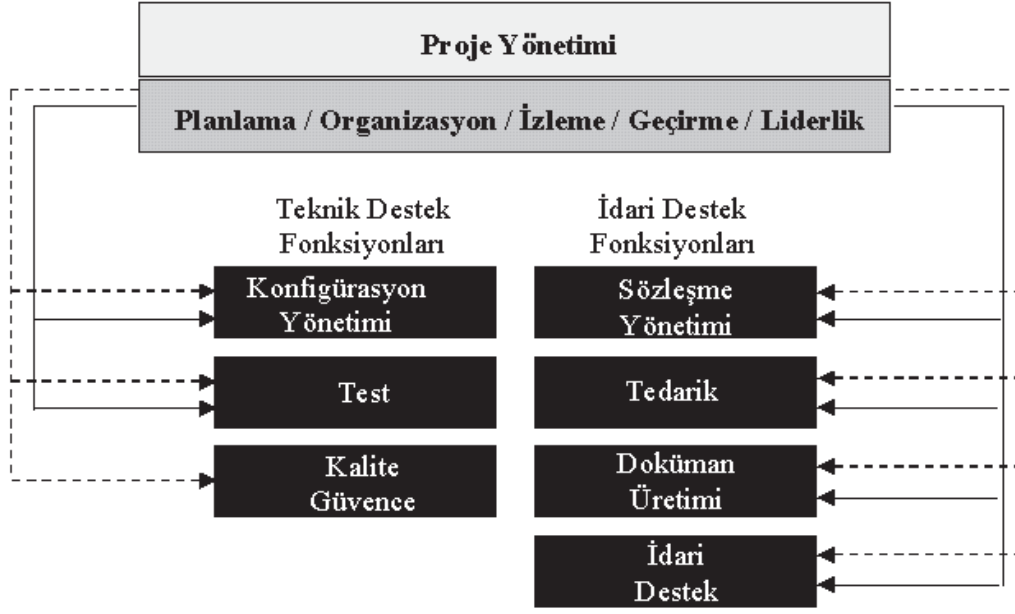 Proje Yönetimi
Planlama / Organizasyon / İzleme / Geçirme / Liderlik
Teknik Destek
Fonksiyonları
Konfigürasyon
Yönetimi
Test
Kalite
Güvence
İdari Destek
Fonksiyonları
Sözleşme
Yönetimi
Tedarik
Doküman
Üretimi
İdari
Destek